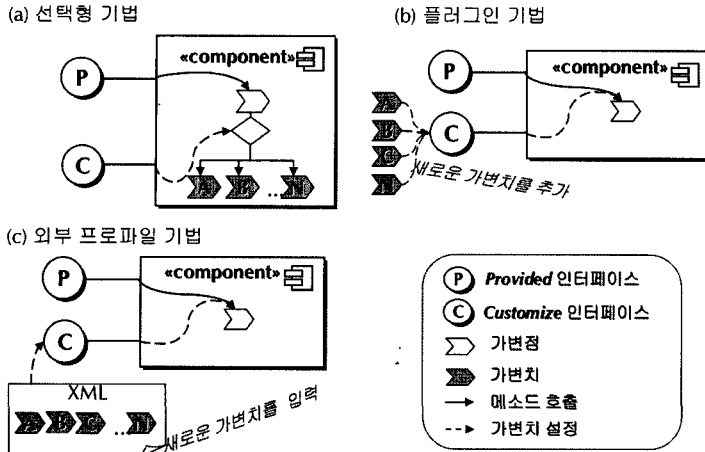 (a) 선택형 기법
P
«component»
C
A B ... N
(b) 플러그인 기법
P
«component»
A
B
C
N
C
새로운 가변치를 추가
(c) 외부 프로파일 기법
P
«component»
C
XML
A B C ... N
새로운 가변치를 입력
P Provided 인터페이스
C Customize 인터페이스
가변점
가변치
메소드 호출
가변치 설정